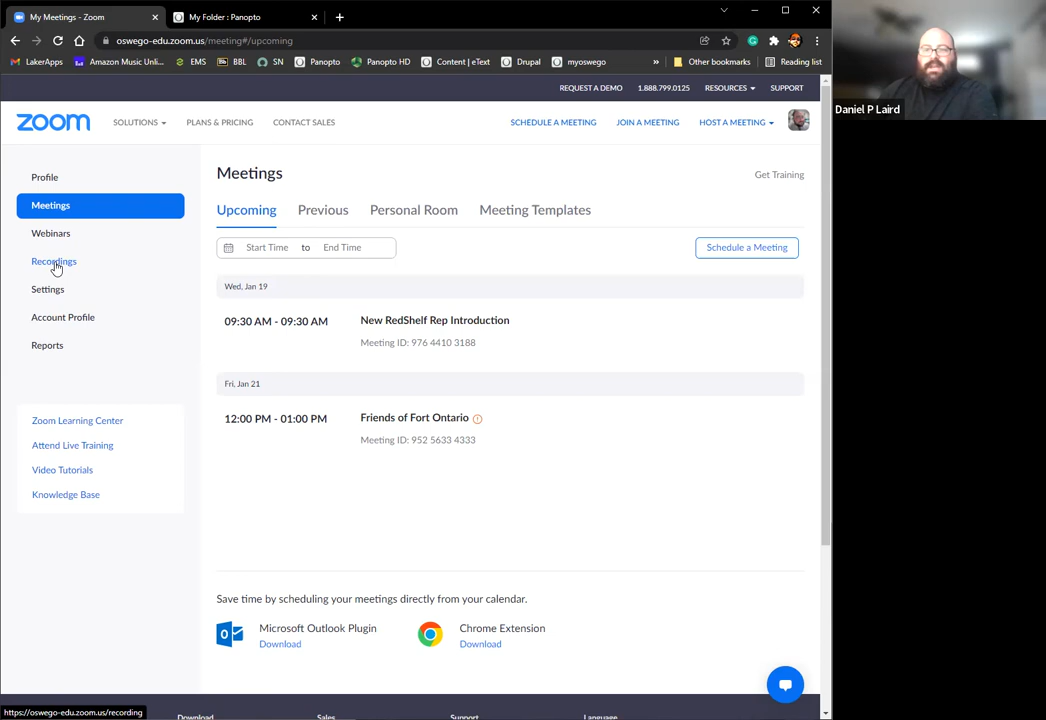 My Meetings - Zoom
My Folder : Panopto
oswego-edu.zoom.us/meeting#/upcoming
LakerApps
Amazon Music Unli...
EMS
Bb BBL
SN
Panopto
Panopto HD
Content | eText
Drupal
myoswego
»
Other bookmarks
Reading list
REQUEST A DEMO
1.888.799.0125
RESOURCES
SUPPORT
zoom
SOLUTIONS
PLANS & PRICING
CONTACT SALES
SCHEDULE A MEETING
JOIN A MEETING
HOST A MEETING
Daniel P Laird
Profile
Meetings
Webinars
Recordings
Settings
Account Profile
Reports
Zoom Learning Center
Attend Live Training
Video Tutorials
Knowledge Base
Meetings
Get Training
Upcoming
Previous
Personal Room
Meeting Templates
Start Time to End Time
Schedule a Meeting
Wed, Jan 19
09:30 AM - 09:30 AM
New RedShelf Rep Introduction
Meeting ID: 976 4410 3188
Fri, Jan 21
12:00 PM - 01:00 PM
Friends of Fort Ontario
Meeting ID: 952 5633 4333
Save time by scheduling your meetings directly from your calendar.
Microsoft Outlook Plugin
Download
Chrome Extension
Download
https://oswego-edu.zoom.us/recording
Download
Sales
Support
Language